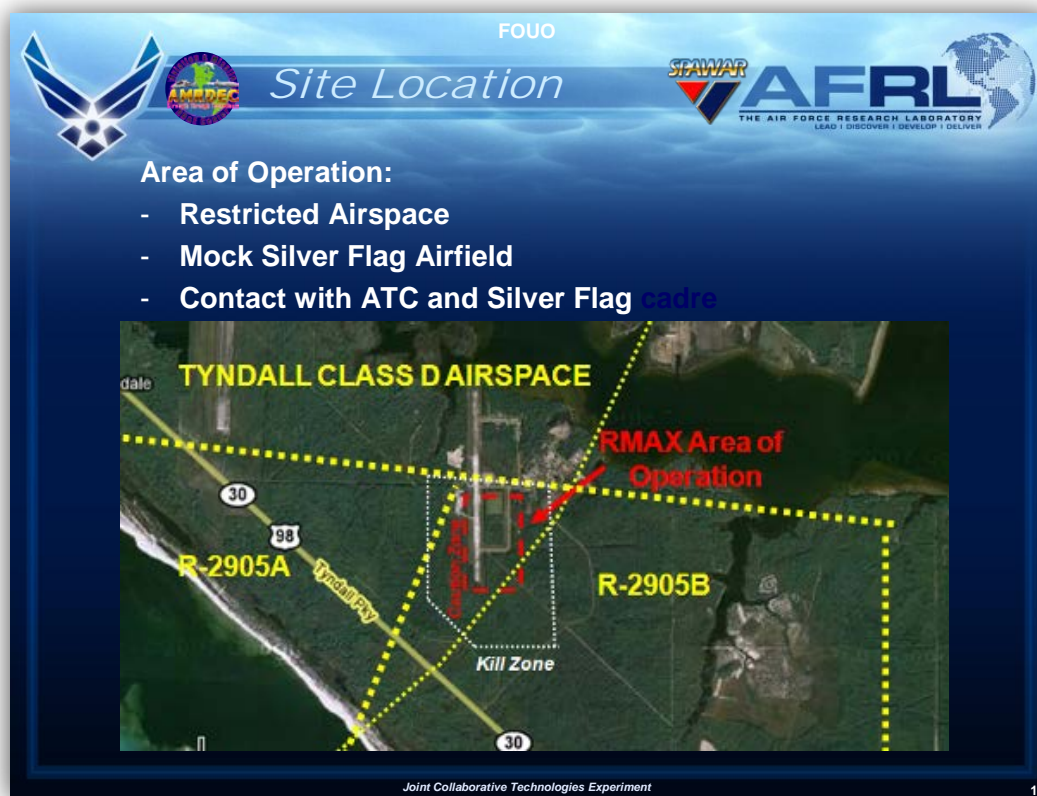 FOUO
Site Location
AMRDEC
SPAWAR
AFRL
THE AIR FORCE RESEARCH LABORATORY
LEAD I DISCOVER I DEVELOP I DELIVER
Area of Operation:
- Restricted Airspace
- Mock Silver Flag Airfield
- Contact with ATC and Silver Flag cadre
TYNDALL CLASS D AIRSPACE
dale
RMAX Area of
Operation
30
98
R-2905A
Tyndall Pky
Caution Zone
R-2905B
Kill Zone
30
Joint Collaborative Technologies Experiment
1